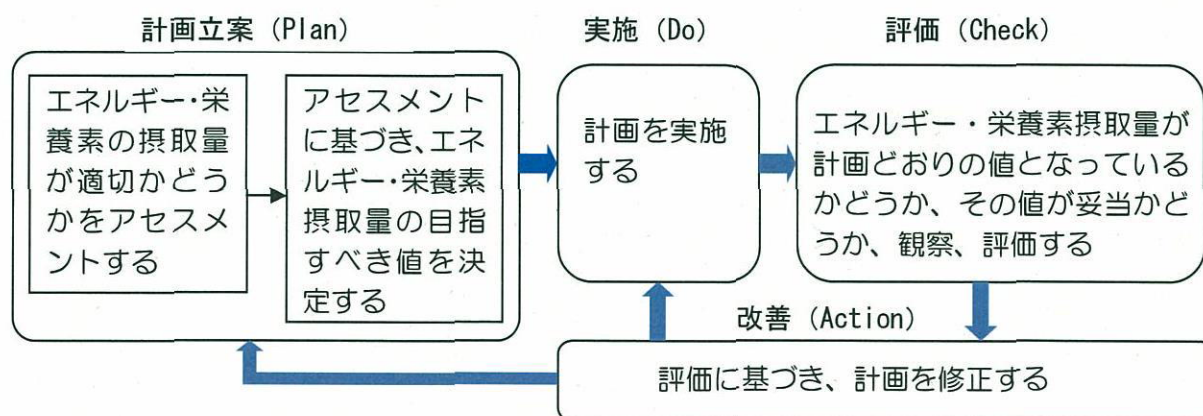 計画立案（Plan）
エネルギー・栄
養素の摂取量
が適切かどう
かをアセスメ
ントする
アセスメント
に基づき、エネ
ルギー・栄養素
摂取量の目指
すべき値を決
定する
実施（Do）
計画を実施
する
評価（Check）
エネルギー・栄養素摂取量が
計画どおりの値となっている
かどうか、その値が妥当かど
うか、観察、評価する
改善（Action）
評価に基づき、計画を修正する